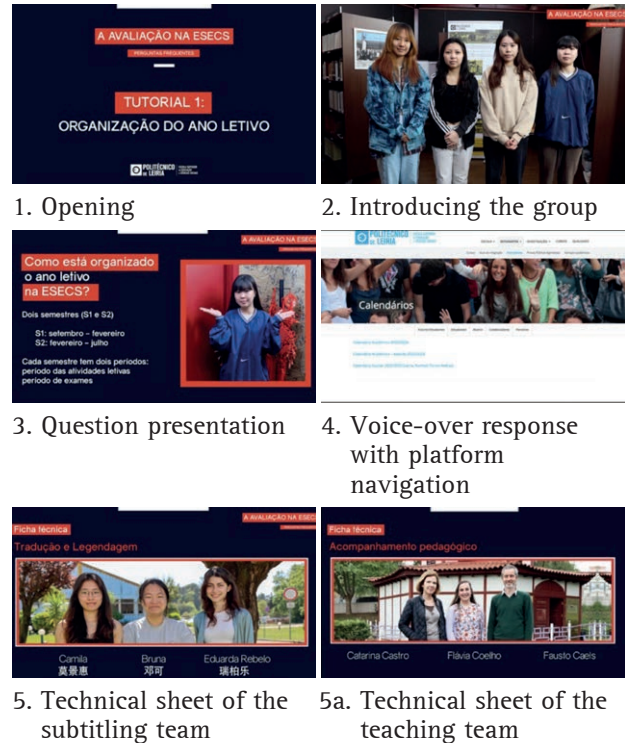 A AVALIAÇÃO NA ESECS
PERGUNTAS FREQUENTES
TUTORIAL 1:
ORGANIZAÇÃO DO ANO LETIVO
POLITÉCNICO
DE LEIRIA
1. Opening
A AVALIAÇÃO NA ESECS
2. Introducing the group
A AVALIAÇÃO NA ESECS
Como está organizado
o ano letivo
na ESECS?
Dois semestres (S1 e S2)
S1: setembro – fevereiro
S2: fevereiro – julho
Cada semestre tem dois períodos:
período das atividades letivas
período de exames
3. Question presentation
POLITÉCNICO
DE LEIRIA
Calendários
4. Voice-over response
with platform
navigation
A AVALIAÇÃO NA ESECS
Ficha técnica
Tradução e Legendagem
Camila
Bruna
Eduarda Rebelo
莫景惠
邓可
瑞柏乐
5. Technical sheet of the
subtitling team
A AVALIAÇÃO NA ESECS
Ficha técnica
Acompanhamento pedagógico
Catarina Castro
Flávia Coelho
Fausto Caels
5a. Technical sheet of the
teaching team